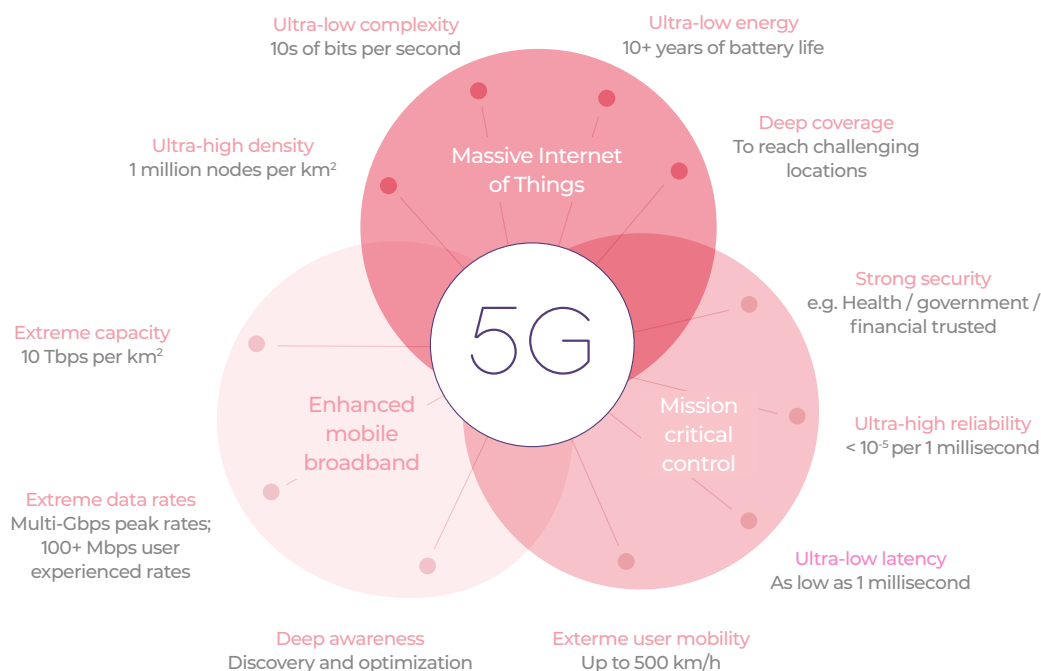 Ultra-low complexity
10s of bits per second
Ultra-low energy
10+ years of battery life
Ultra-high density
1 million nodes per km²
Deep coverage
To reach challenging
locations
Massive Internet
of Things
Strong security
e.g. Health / government /
financial trusted
Extreme capacity
10 Tbps per km²
5G
Enhanced
mobile
broadband
Mission
critical
control
Ultra-high reliability
< 10⁻⁵ per 1 millisecond
Extreme data rates
Multi-Gbps peak rates;
100+ Mbps user
experienced rates
Ultra-low latency
As low as 1 millisecond
Deep awareness
Discovery and optimization
Exterme user mobility
Up to 500 km/h